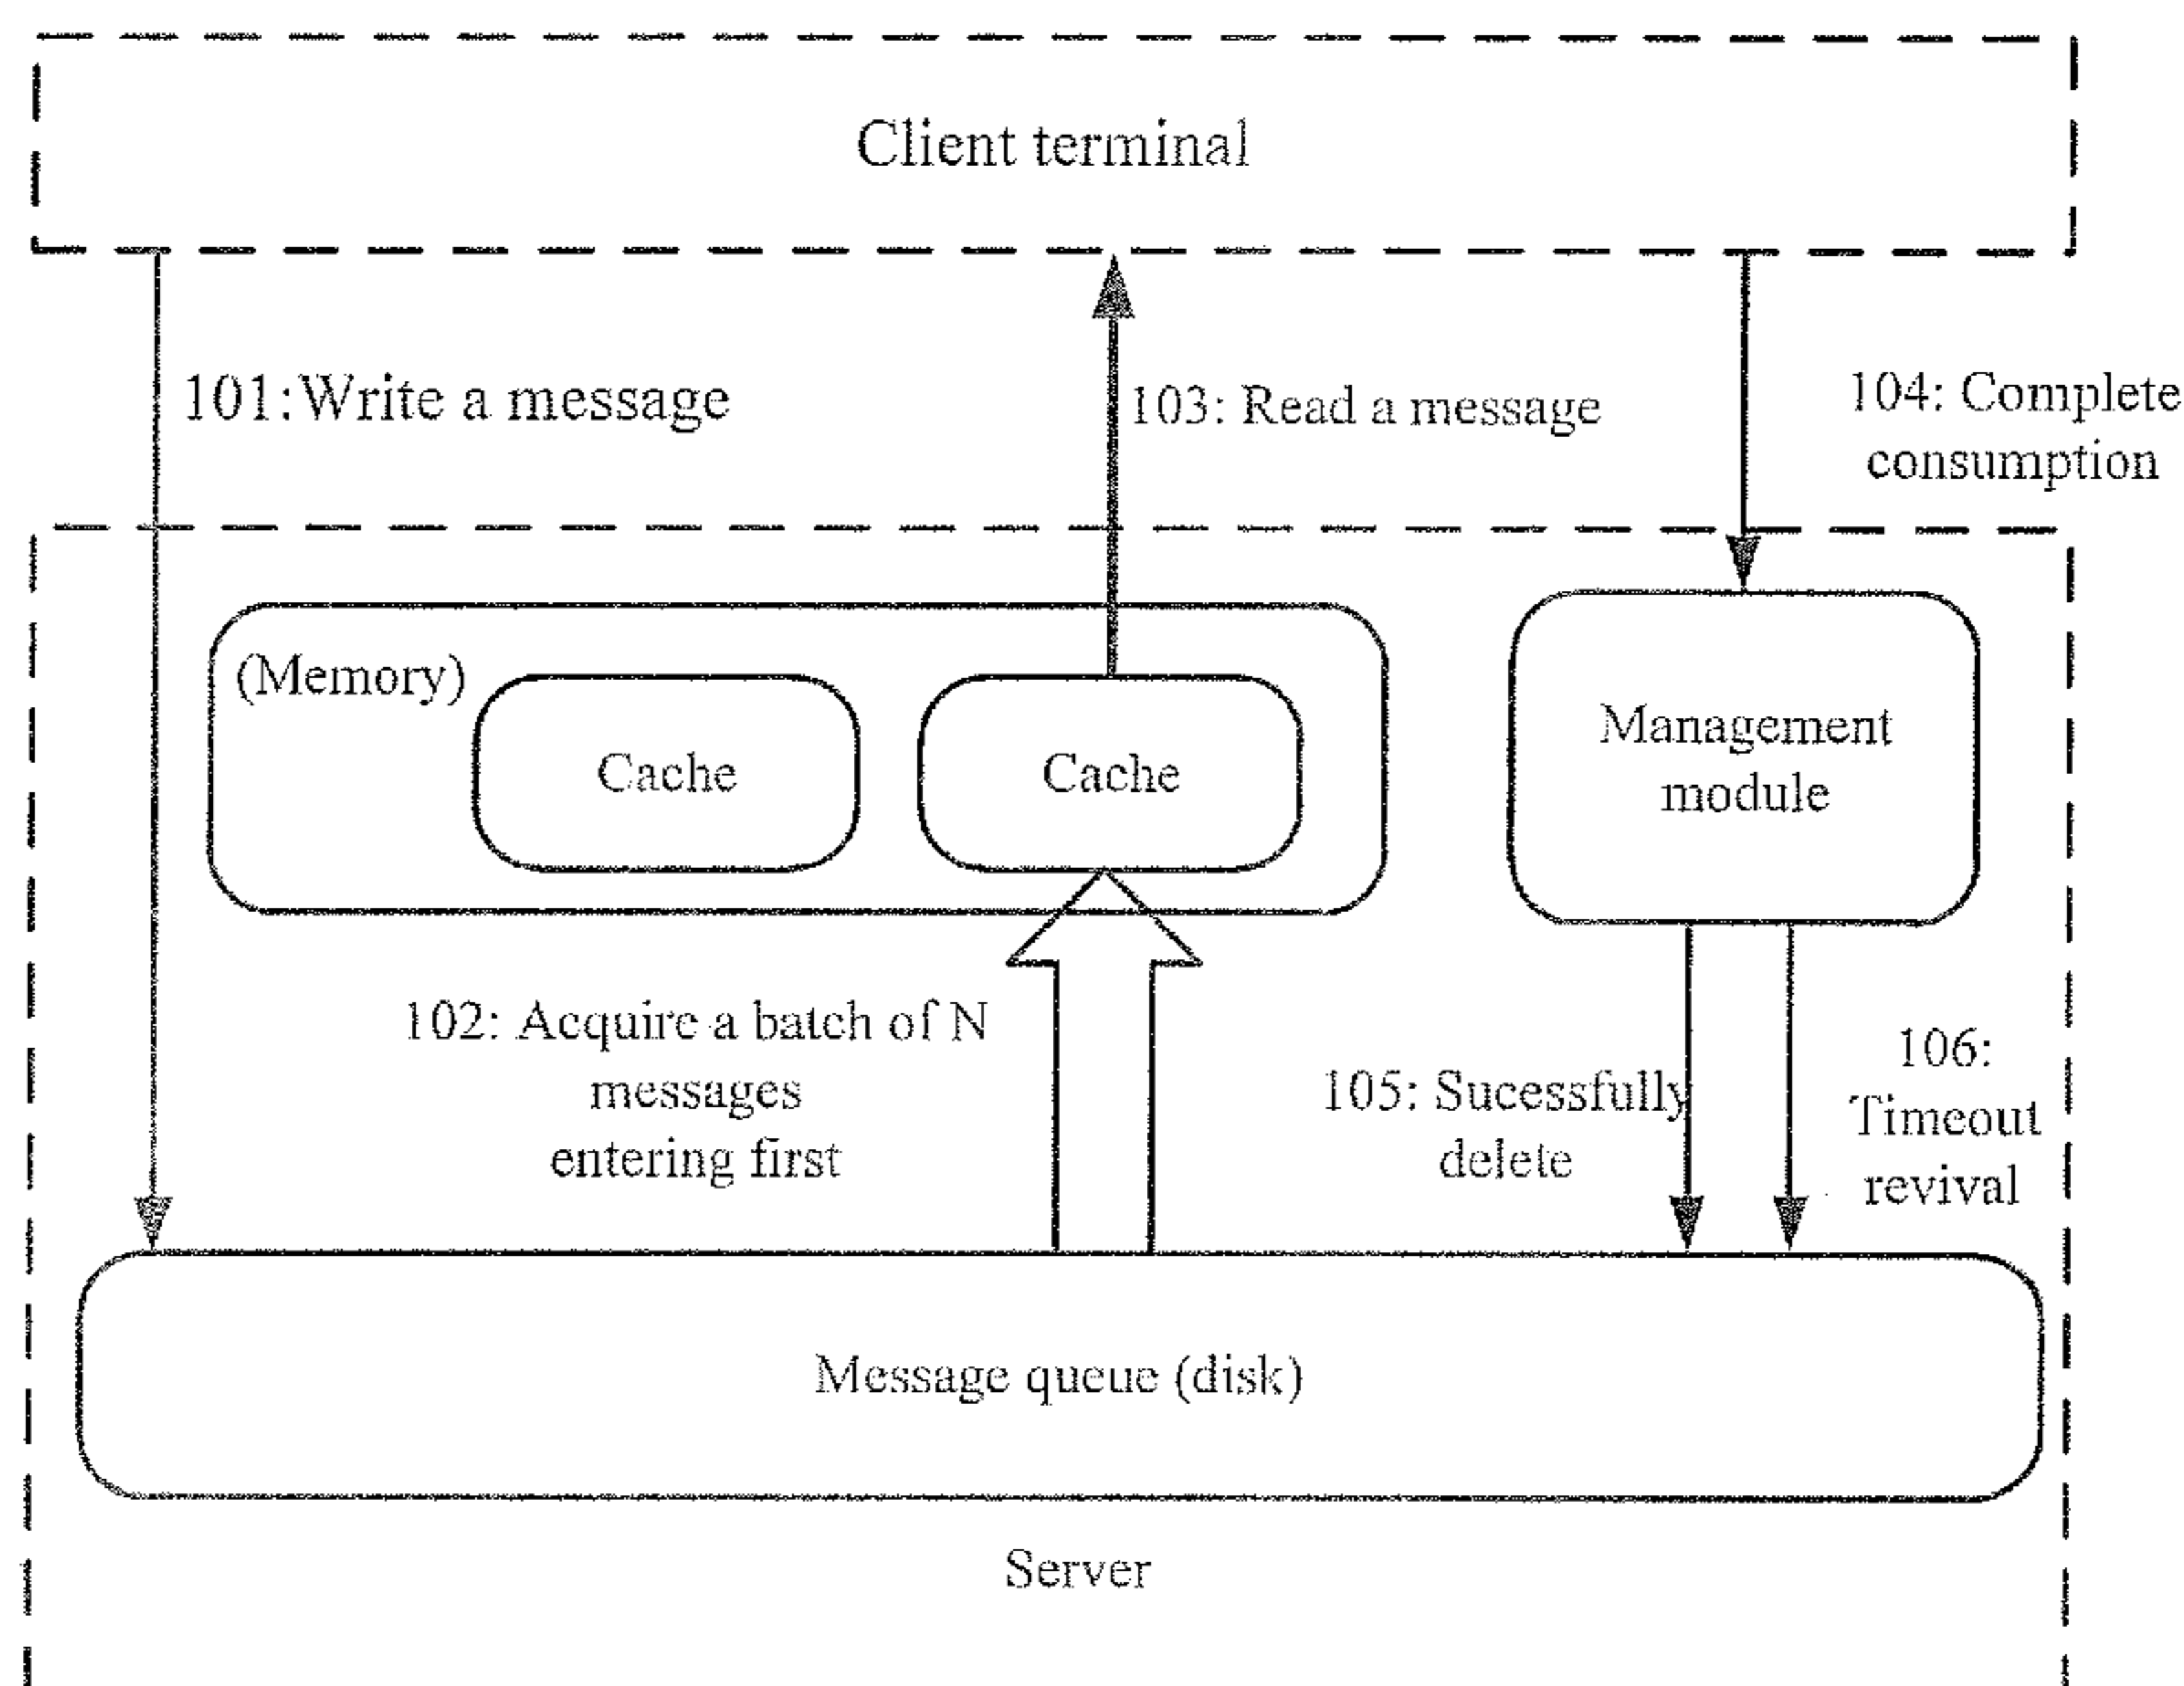 Client terminal
101:Write a message
103: Read a message
104: Complete
consumption
(Memory)
Cache
Cache
Management
module
102: Acquire a batch of N
messages
entering first
105: Sucessfully
delete
106:
Timeout
revival
Message queue (disk)
Server